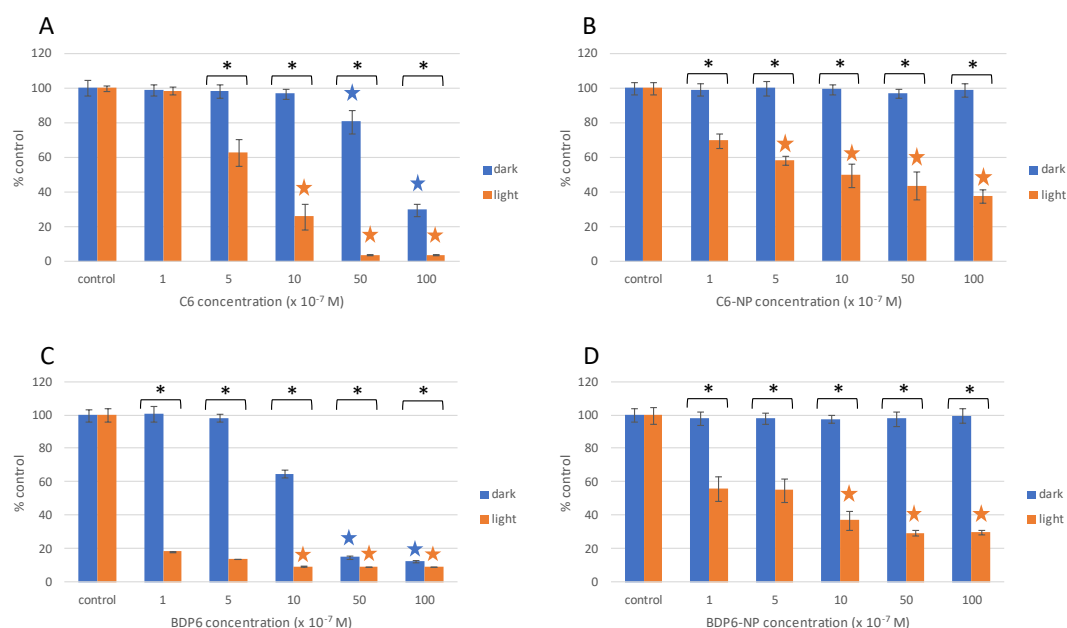 A
* * * *
120
100
80
60
40
20
0
% control
control 1 5 10 50 100
C6 concentration (x 10⁻⁷ M)
dark
light
B
* * * * *
120
100
80
60
40
20
0
% control
control 1 5 10 50 100
C6-NP concentration (x 10⁻⁷ M)
dark
light
C
* * * * *
120
100
80
60
40
20
0
% control
control 1 5 10 50 100
BDP6 concentration (x 10⁻⁷ M)
dark
light
D
* * * * *
120
100
80
60
40
20
0
% control
control 1 5 10 50 100
BDP6-NP concentration (x 10⁻⁷ M)
dark
light